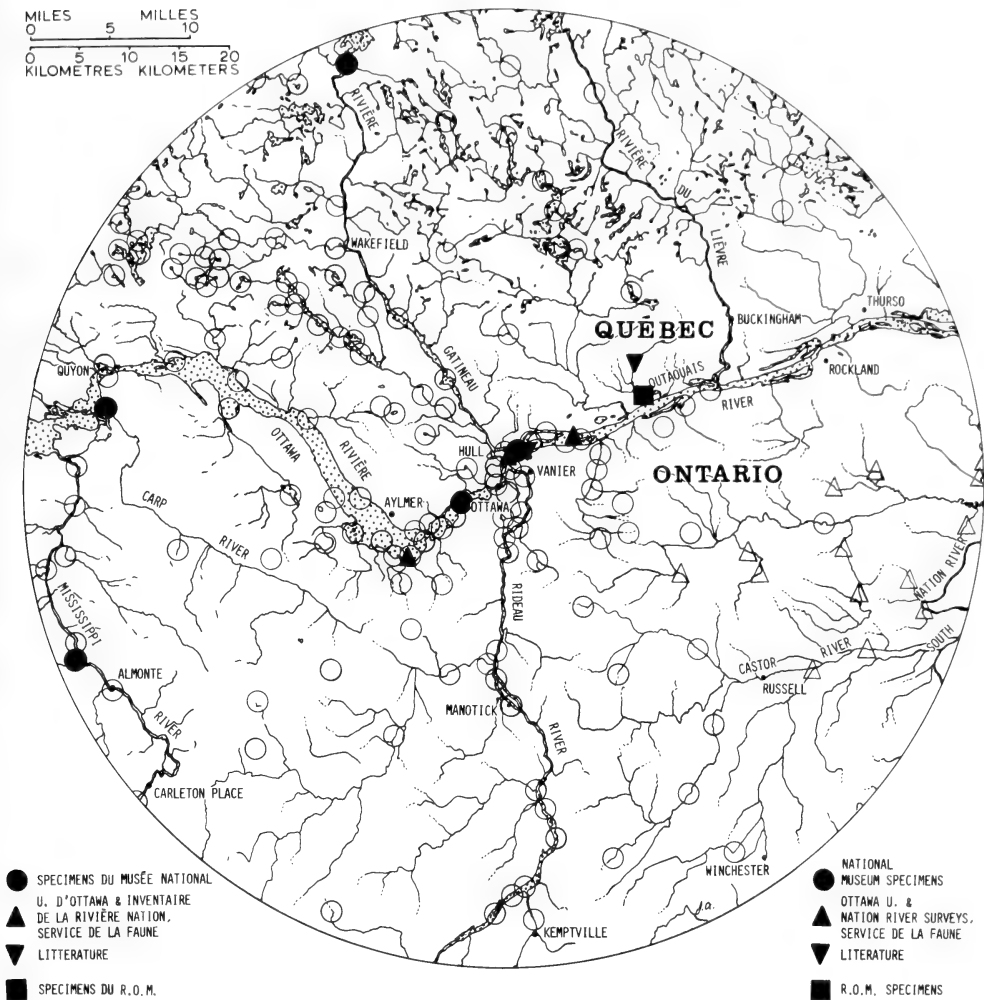 MILES MILLES
0 5 10
0 5 10 15 20
KILOMETRES KILOMETERS
RIVIÈRE
RIVIÈRE
DU
LIÈVRE
WAKEFIELD
THURSO
BUCKINGHAM
QUÉBEC
QUYON
GATINEAU
OUTAOUAIS
ROCKLAND
RIVER
OTTAWA
RIVIÈRE
HULL
VANIER
ONTARIO
CARP
AYLMER
OTTAWA
RIVER
MISSISSIPPI
RIDEAU
NATION RIVER
SOUTH
CASTOR
RIVER
RUSSELL
ALMONTE
MANOTICK
RIVER
RIVER
CARLETON PLACE
WINCHESTER
J.a.
KEMPTVILLE
SPECIMENS DU MUSÉE NATIONAL
U. D'OTTAWA & INVENTAIRE
DE LA RIVIÈRE NATION,
SERVICE DE LA FAUNE
LITTERATURE
SPECIMENS DU R.O.M.
NATIONAL
MUSEUM SPECIMENS
OTTAWA U. &
NATION RIVER SURVEYS,
SERVICE DE LA FAUNE
LITERATURE
R.O.M. SPECIMENS